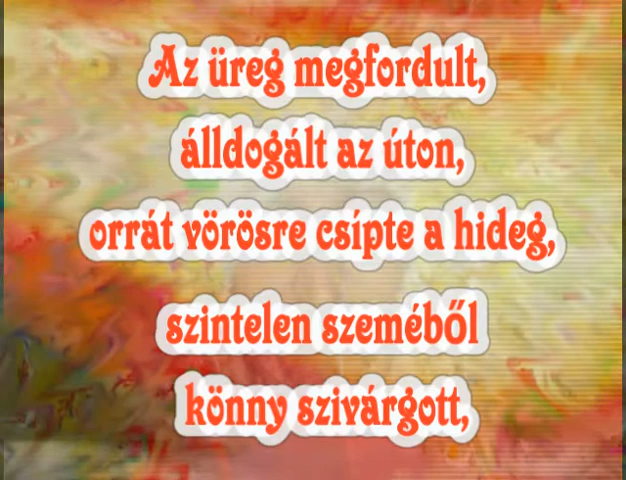 Az üreg megfordult,
álldogált az úton,
orrát vörösre csípte a hideg,
szintelen szeméből
könny szivárgott,